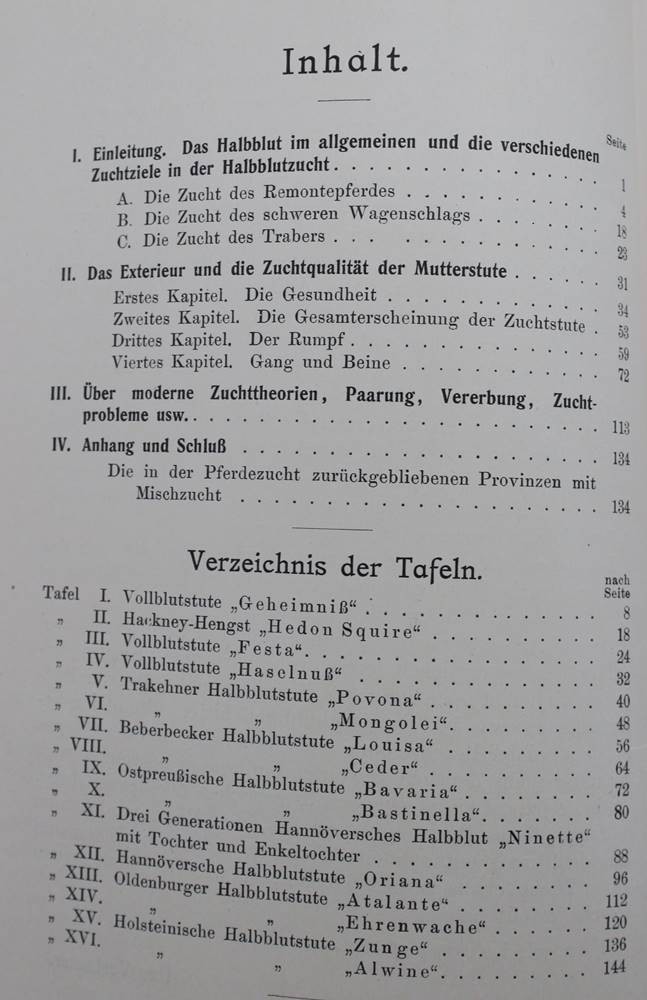 Inhalt.
Seite
I. Einleitung. Das Halbblut im allgemeinen und die verschiedenen
Zuchtziele in der Halbblutzucht . . . . . . . . . . . . . . 1
A. Die Zucht des Remontepferdes . . . . . . . . . . 4
B. Die Zucht des schweren Wagenschlags . . . . . . 18
C. Die Zucht des Trabers . . . . . . . . . . . . 23
II. Das Exterieur und die Zuchtqualität der Mutterstute . . . . . . 31
Erstes Kapitel. Die Gesundheit . . . . . . . . . . . 34
Zweites Kapitel. Die Gesamterscheinung der Zuchtstute . 53
Drittes Kapitel. Der Rumpf . . . . . . . . . . . . . 59
Viertes Kapitel. Gang und Beine . . . . . . . . . . 72
III. Über moderne Zuchttheorien, Paarung, Vererbung, Zucht-
probleme usw. . . . . . . . . . . . . . . . . . . . . . 113
IV. Anhang und Schluß . . . . . . . . . . . . . . . . . . 134
Die in der Pferdezucht zurückgebliebenen Provinzen mit
Mischzucht . . . . . . . . . . . . . . . . . . 134
Verzeichnis der Tafeln.
nach
Seite
Tafel I. Vollblutstute „Geheimniß“ . . . . . . . . . . . . 8
„ II. Hackney-Hengst „Hedon Squire“ . . . . . . . . . 18
„ III. Vollblutstute „Festa“ . . . . . . . . . . . . . . 24
„ IV. Vollblutstute „Haselnuß“ . . . . . . . . . . . . 32
„ V. Trakehner Halbblutstute „Povona“ . . . . . . . . 40
„ VI. „ „ „Mongolei“ . . . . . . . 48
„ VII. Beberbecker Halbblutstute „Louisa“ . . . . . . . 56
„ VIII. „ „ „Ceder“ . . . . . . . . 64
„ IX. Ostpreußische Halbblutstute „Bavaria“ . . . . . . 72
„ X. „ „ „Bastinella“ . . . . . . 80
„ XI. Drei Generationen Hannöversches Halbblut „Ninette“
mit Tochter und Enkeltochter . . . . . . . . . . 88
„ XII. Hannöversche Halbblutstute „Oriana“ . . . . . . . 96
„ XIII. Oldenburger Halbblutstute „Atalante“ . . . . . . 112
„ XIV. „ „ „Ehrenwache“ . . . . . 120
„ XV. Holsteinische Halbblutstute „Zunge“ . . . . . . . 136
„ XVI. „ „ „Alwine“ . . . . . . . 144